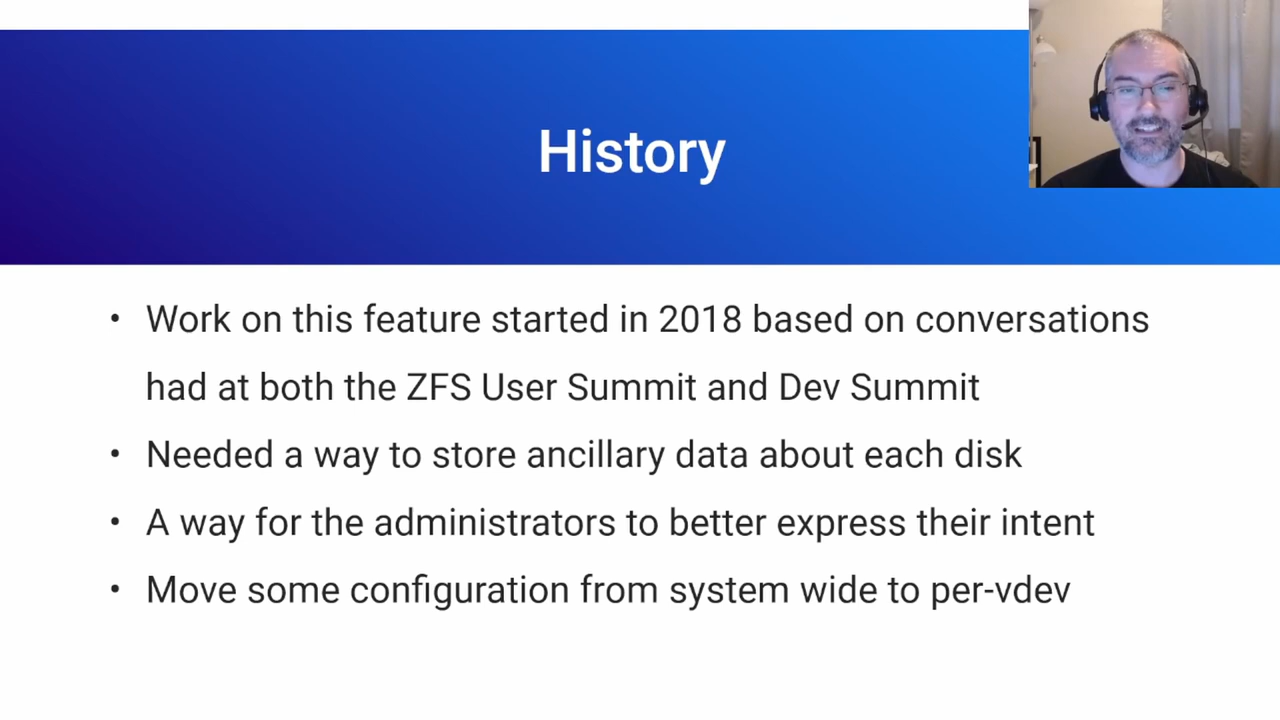 History
• Work on this feature started in 2018 based on conversations
had at both the ZFS User Summit and Dev Summit
• Needed a way to store ancillary data about each disk
• A way for the administrators to better express their intent
• Move some configuration from system wide to per-vdev